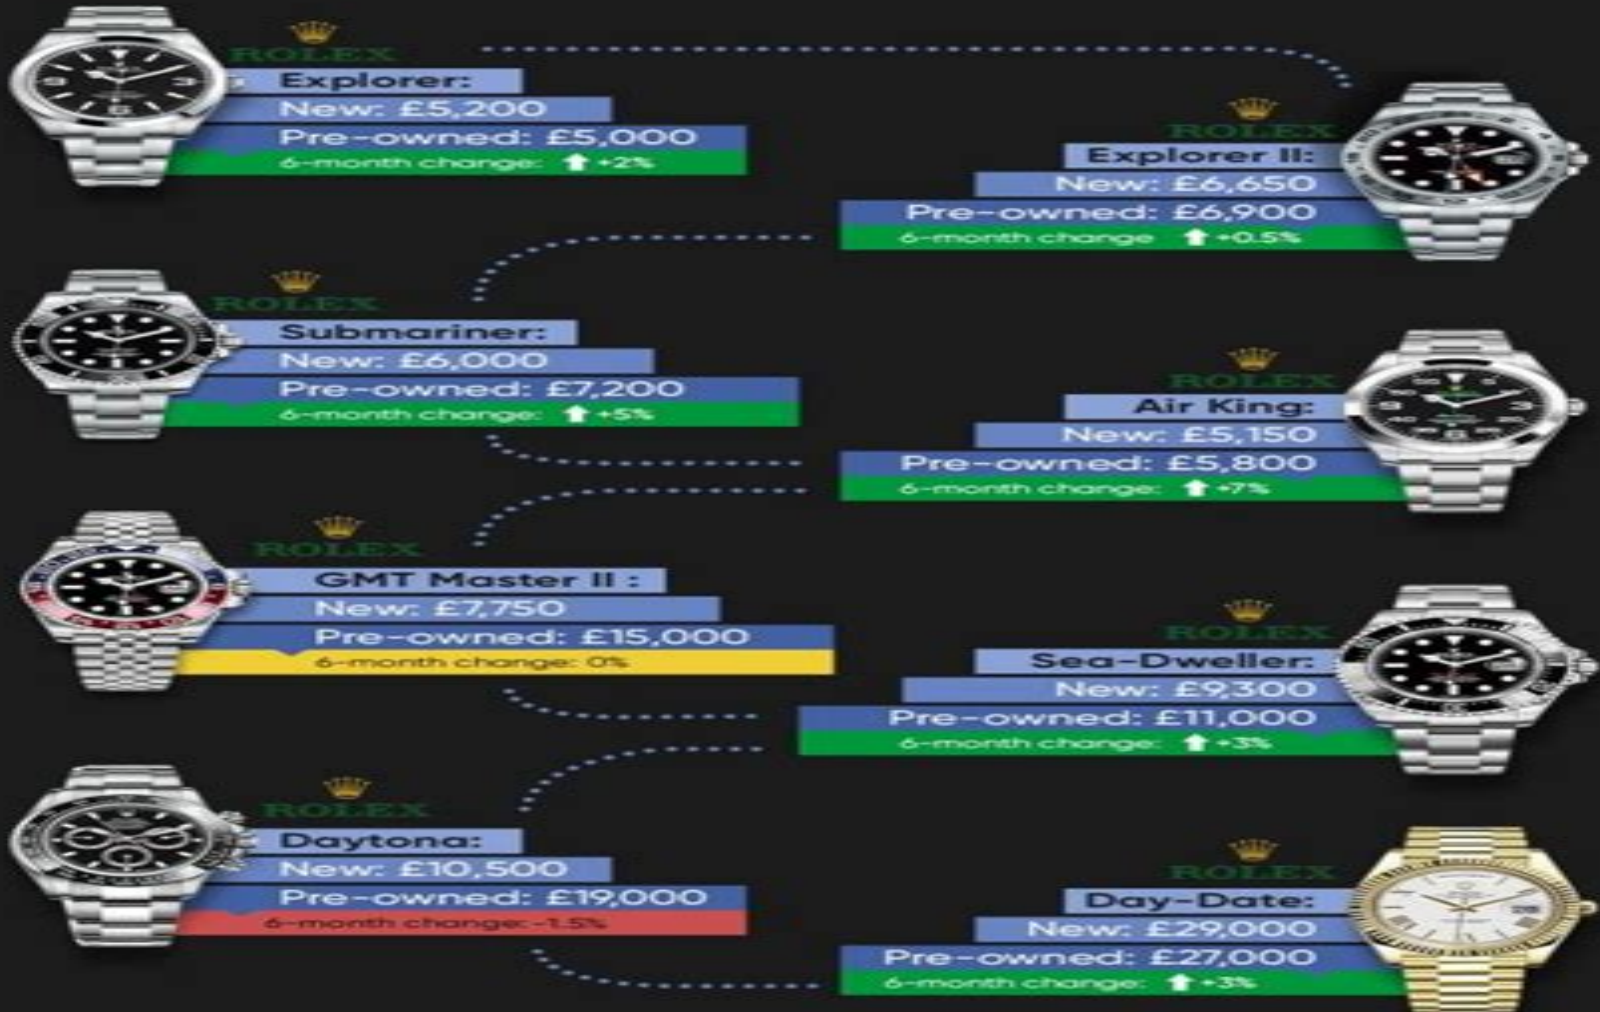 ROLEX
Explorer:
New: £5,200
Pre-owned: £5,000
6-month change: +2%
ROLEX
Explorer II:
New: £6,650
Pre-owned: £6,900
6-month change +0.5%
ROLEX
Submariner:
New: £6,000
Pre-owned: £7,200
6-month change: +5%
ROLEX
Air King:
New: £5,150
Pre-owned: £5,800
6-month change: +7%
ROLEX
GMT Master II :
New: £7,750
Pre-owned: £15,000
6-month change: 0%
ROLEX
Sea-Dweller:
New: £9,300
Pre-owned: £11,000
6-month change: +3%
ROLEX
Daytona:
New: £10,500
Pre-owned: £19,000
6-month change: -1.5%
ROLEX
Day-Date:
New: £29,000
Pre-owned: £27,000
6-month change: +3%